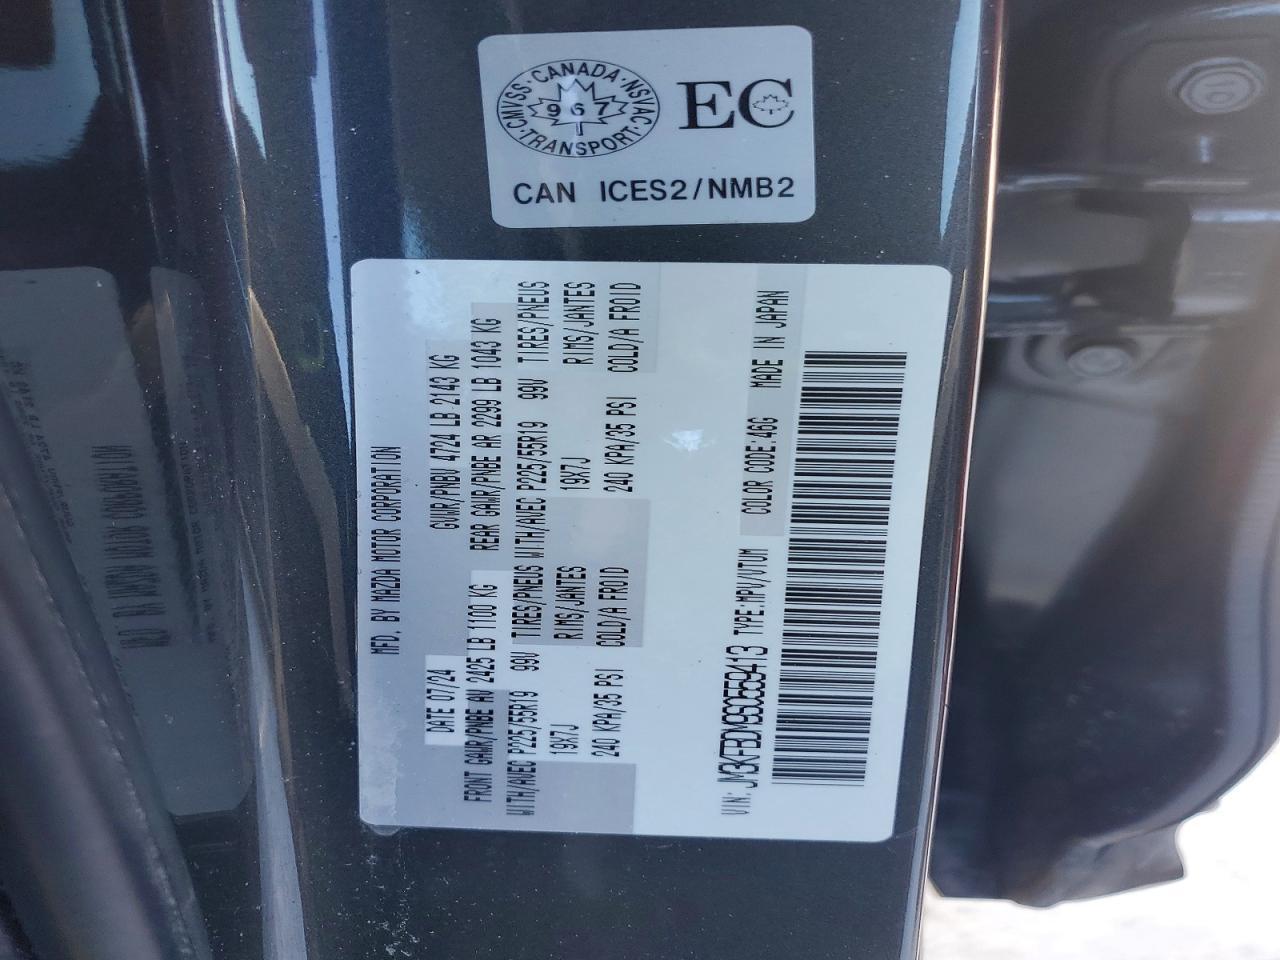 CANADA
CMVSS 967 NSVAC
TRANSPORT
EC
CAN ICES2/NMB2
MFD. BY MAZDA MOTOR CORPORATION
DATE 07/24 GVWR/PNBV 4724 LB 2143 KG
FRONT GAWR/PNBE AV 2425 LB 1100 KG REAR GAWR/PNBE AR 2299 LB 1043 KG
WITH/AVEC P225/55R19 99V TIRES/PNEUS WITH/AVEC P225/55R19 99V TIRES/PNEUS
19X7J RIMS/JANTES 19X7J RIMS/JANTES
240 KPA/35 PSI COLD/A FROID 240 KPA/35 PSI COLD/A FROID
VIN: JM3KFBDM9S0559413 TYPE:MPV/VTUM COLOR CODE:46G MADE IN JAPAN